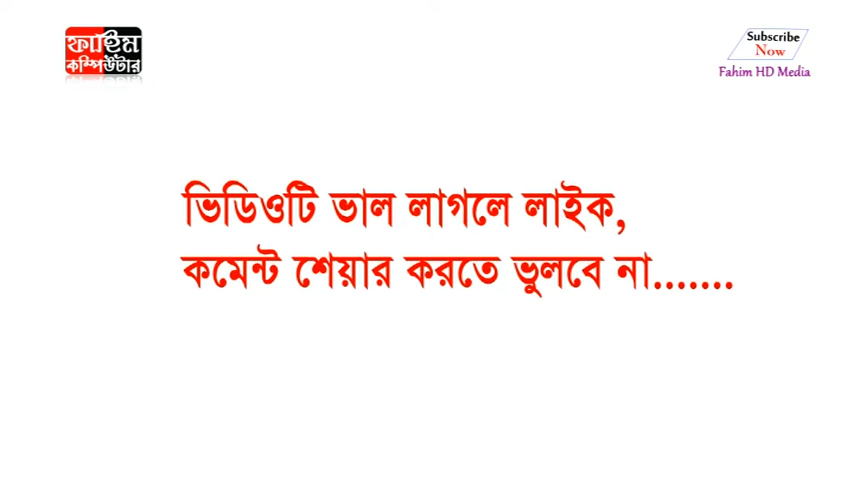 ফাহিম
কম্পিউটার
Subscribe
Now
Fahim HD Media
ভিডিওটি ভাল লাগলে লাইক,
কমেন্ট শেয়ার করতে ভুলবে না.......